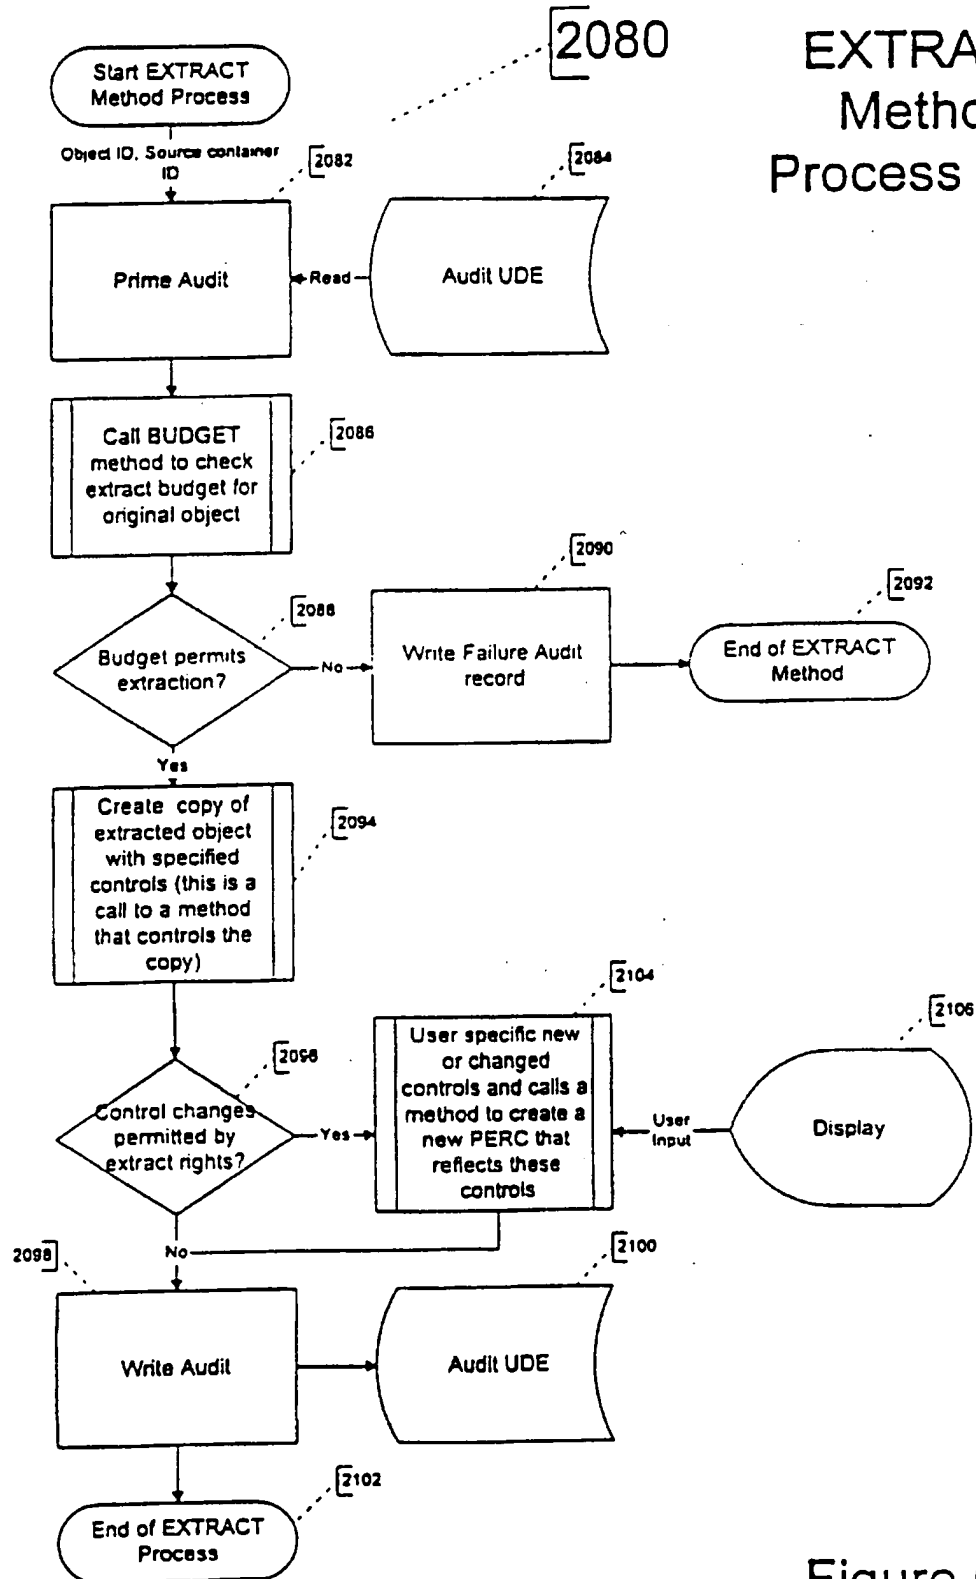 2080
EXTRA
Metho
Process
Start EXTRACT
Method Process
Object ID, Source container
ID
2082
2084
Prime Audit
Read
Audit UDE
Call BUDGET
method to check
extract budget for
original object
2086
2088
Budget permits
extraction?
No
2090
Write Failure Audit
record
2092
End of EXTRACT
Method
Yes
Create copy of
extracted object
with specified
controls (this is a
call to a method
that controls the
copy)
2094
2096
Control changes
permitted by
extract rights?
Yes
2104
User specific new
or changed
controls and calls a
method to create a
new PERC that
reflects these
controls
User
Input
2106
Display
No
2098
Write Audit
2100
Audit UDE
2102
End of EXTRACT
Process
Figure